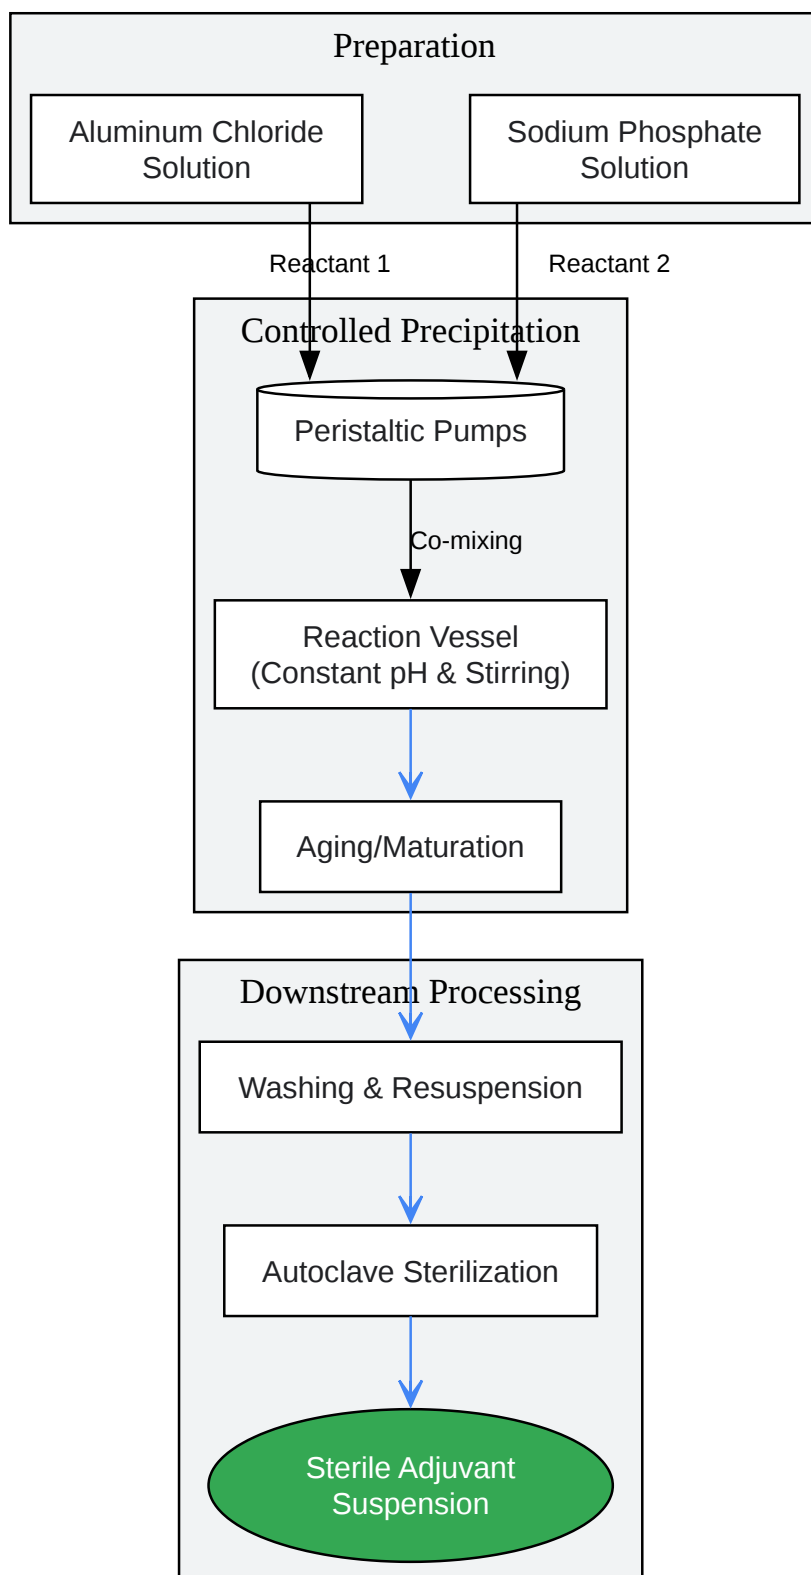 Preparation
Aluminum Chloride
Solution
Sodium Phosphate
Solution
Reactant 1
Reactant 2
Controlled Precipitation
Peristaltic Pumps
Co-mixing
Reaction Vessel
(Constant pH & Stirring)
Aging/Maturation
Downstream Processing
Washing & Resuspension
Autoclave Sterilization
Sterile Adjuvant
Suspension